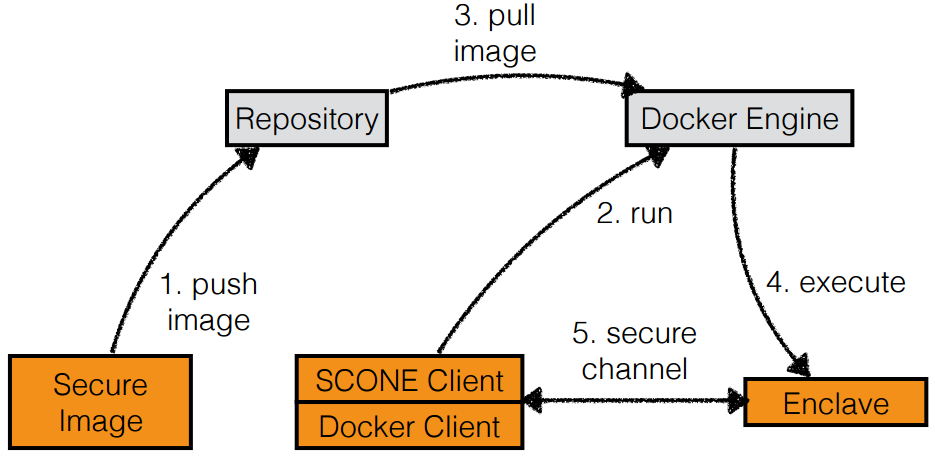 3. pull
image
Repository
Docker Engine
2. run
1. push
image
4. execute
5. secure
channel
Secure
Image
SCONE Client
Docker Client
Enclave